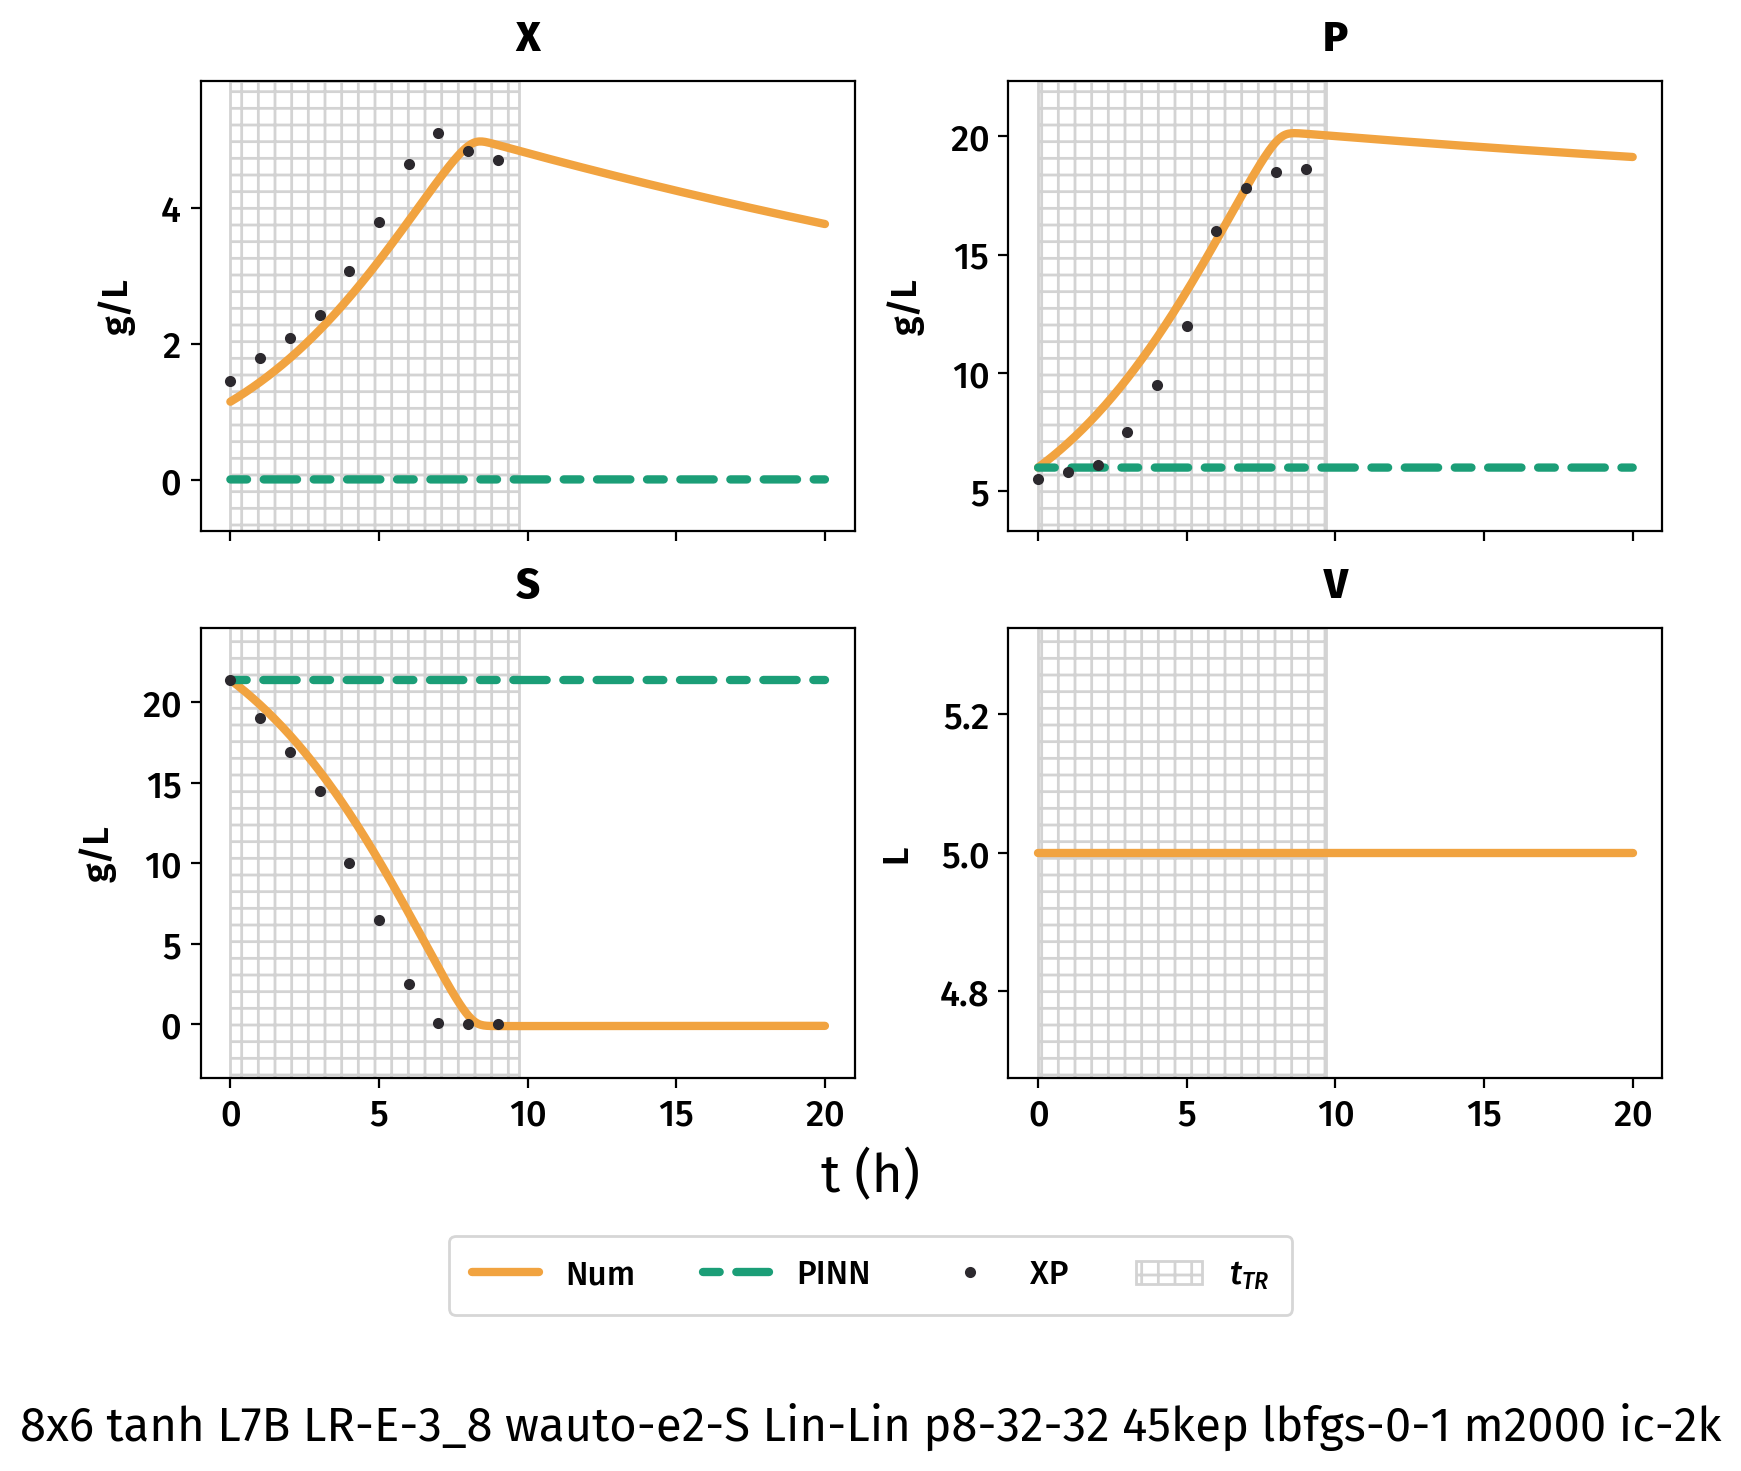 X
P
g/L
4
2
0
g/L
20
15
10
5
S
V
g/L
20
15
10
5
0
L
5.2
5.0
4.8
0 5 10 15 20
0 5 10 15 20
t (h)
Num PINN XP tTR
8x6 tanh L7B LR-E-3_8 wauto-e2-S Lin-Lin p8-32-32 45kep lbfgs-0-1 m2000 ic-2k